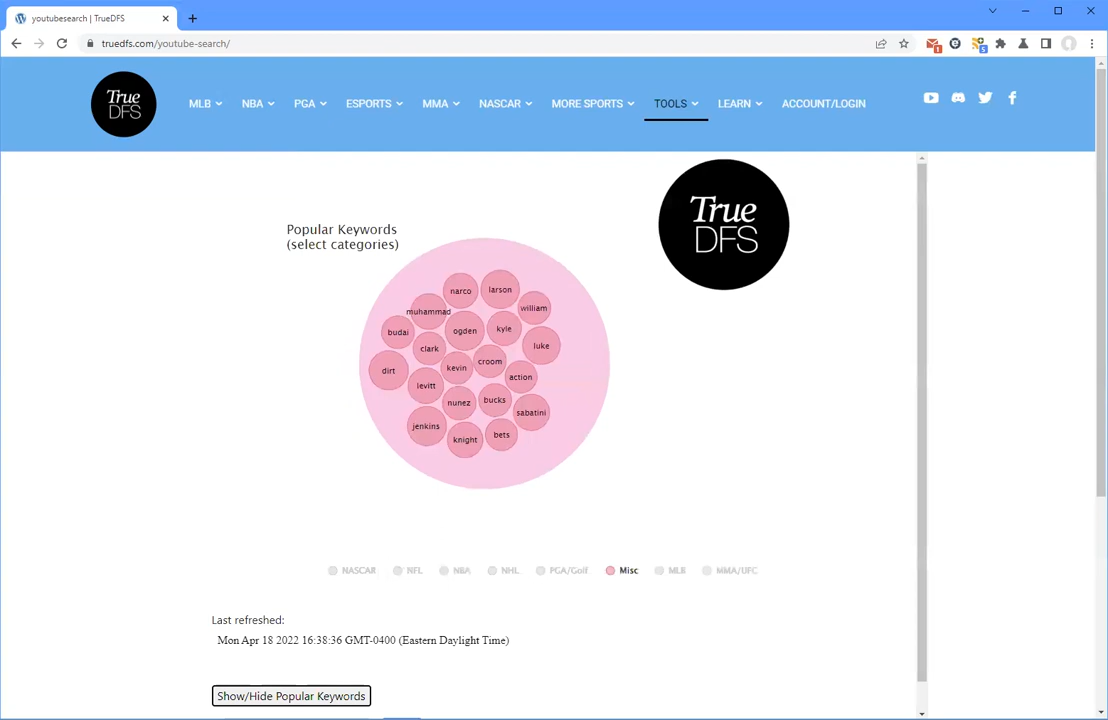 youtubesearch | TrueDFS
truedfs.com/youtube-search/
1
5
True
DFS
MLB
NBA
PGA
ESPORTS
MMA
NASCAR
MORE SPORTS
TOOLS
LEARN
ACCOUNT/LOGIN
True
DFS
Popular Keywords
(select categories)
narco
larson
muhammad
william
budai
ogden
kyle
clark
luke
dirt
kevin
croom
action
levitt
nunez
bucks
sabatini
jenkins
knight
bets
NASCAR
NFL
NBA
NHL
PGA/Golf
Misc
MLB
MMA/UFC
Last refreshed:
Mon Apr 18 2022 16:38:36 GMT-0400 (Eastern Daylight Time)
Show/Hide Popular Keywords